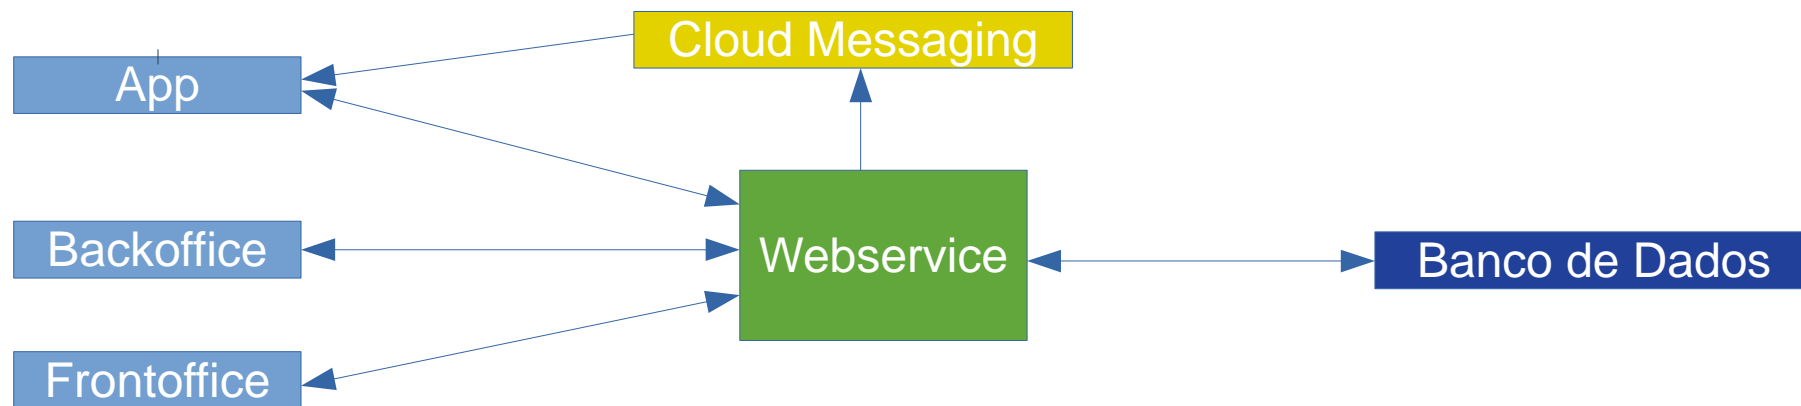 Cloud Messaging
App
Backoffice
Webservice
Banco de Dados
Frontoffice